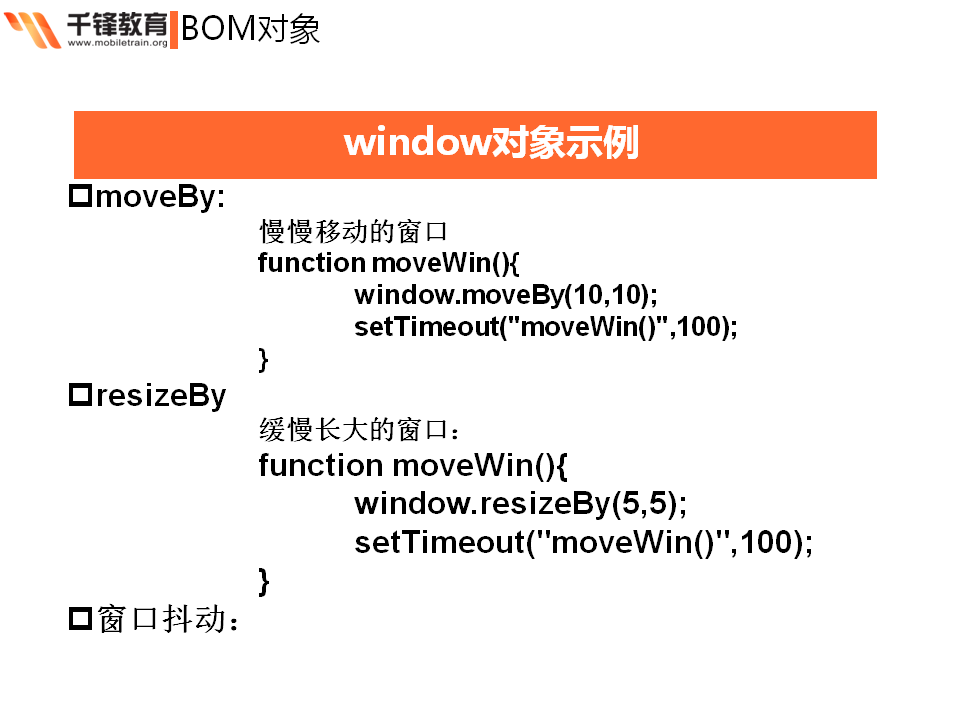 千锋教育
www.mobiletrain.org
BOM对象
window对象示例
moveBy:
慢慢移动的窗口
function moveWin(){
window.moveBy(10,10);
setTimeout("moveWin()",100);
}
resizeBy
缓慢长大的窗口：
function moveWin(){
window.resizeBy(5,5);
setTimeout("moveWin()",100);
}
窗口抖动：